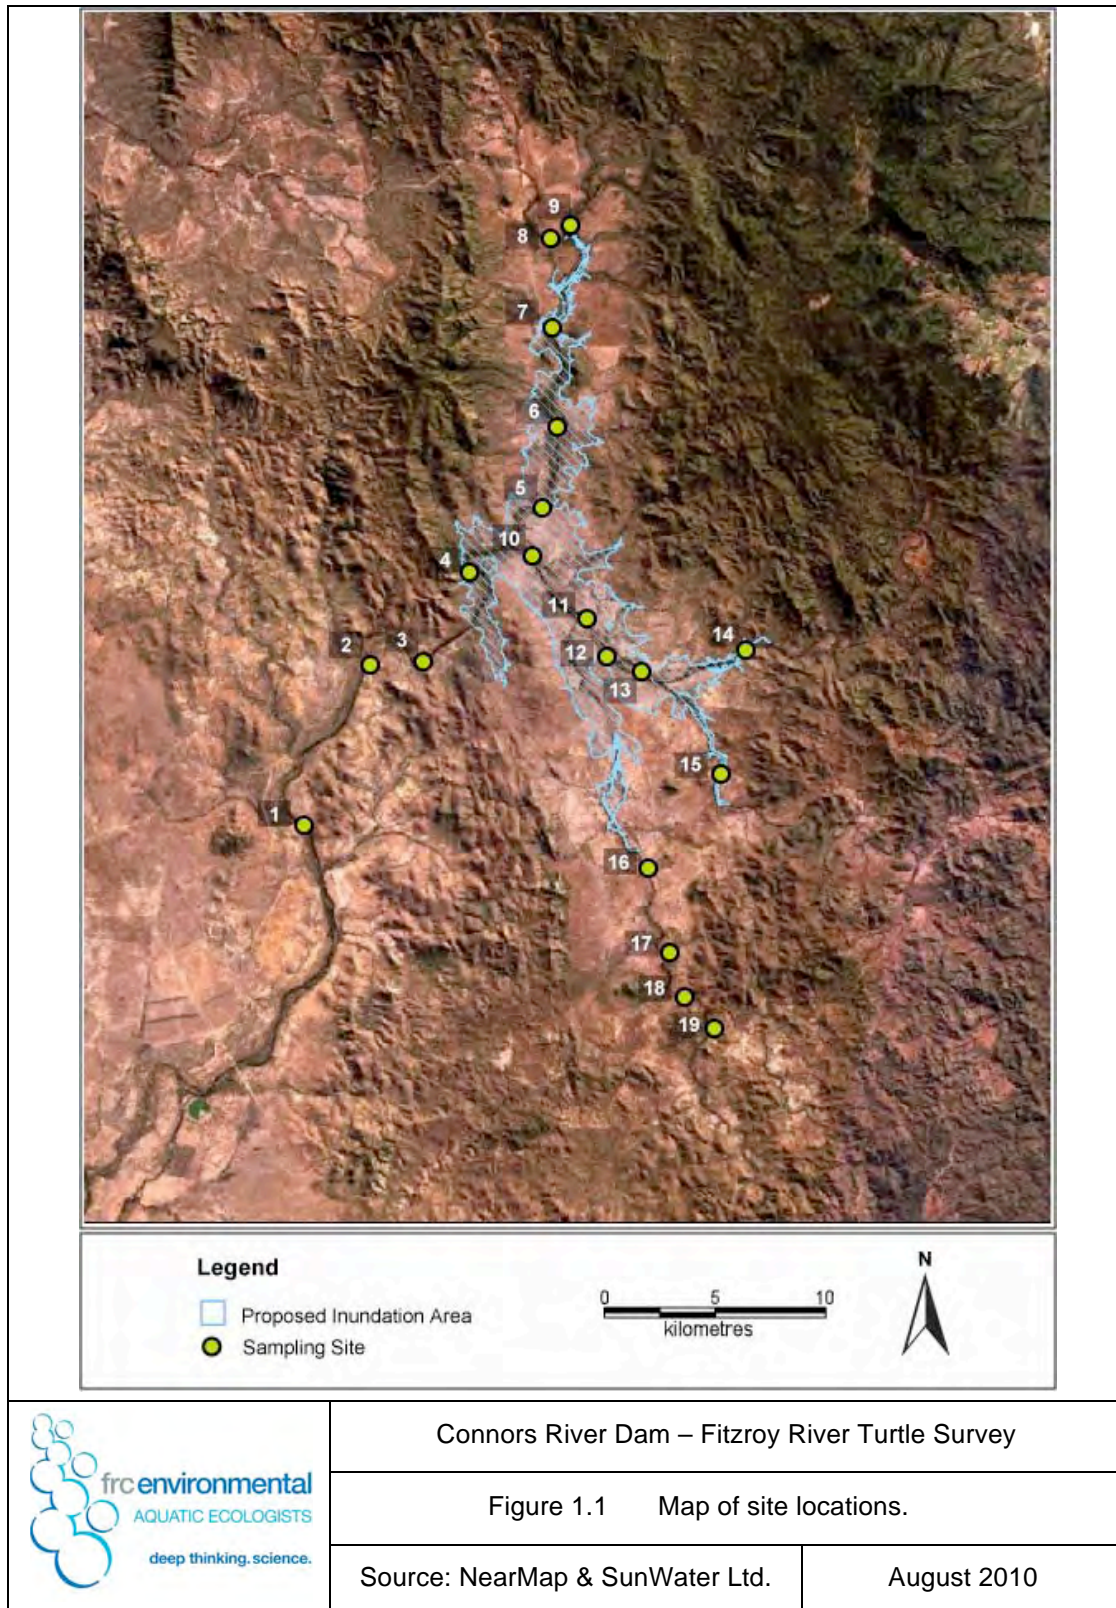 9
8
7
6
5
10
4
11
3
2
12
14
13
15
1
16
17
18
19
Legend
Proposed Inundation Area
Sampling Site
0 5 10
kilometres
N
frcenvironmental
AQUATIC ECOLOGISTS
deep thinking. science.
Connors River Dam – Fitzroy River Turtle Survey
Figure 1.1 Map of site locations.
Source: NearMap & SunWater Ltd.
August 2010